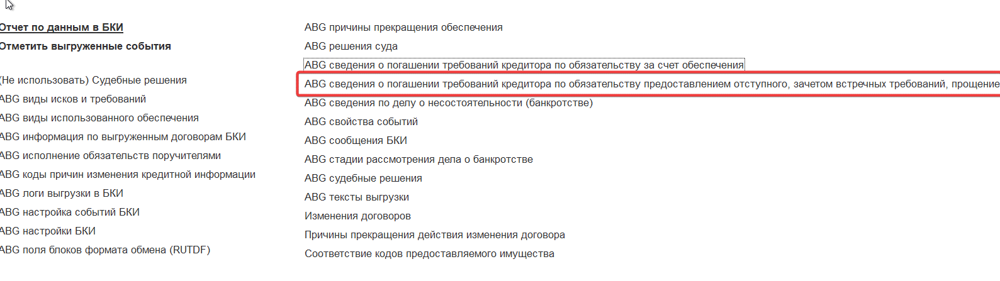 Отчет по данным в БКИ
Отметить выгруженные события
(Не использовать) Судебные решения
ABG виды исков и требований
ABG виды использованного обеспечения
ABG информация по выгруженным договорам БКИ
ABG исполнение обязательств поручителями
ABG коды причин изменения кредитной информации
ABG логи выгрузки в БКИ
ABG настройка событий БКИ
ABG настройки БКИ
ABG поля блоков формата обмена (RUTDF)
ABG причины прекращения обеспечения
ABG решения суда
ABG сведения о погашении требований кредитора по обязательству за счет обеспечения
ABG сведения о погашении требований кредитора по обязательству предоставлением отступного, зачетом встречных требований, прощение
ABG сведения по делу о несостоятельности (банкротстве)
ABG свойства событий
ABG сообщения БКИ
ABG стадии рассмотрения дела о банкротстве
ABG судебные решения
ABG тексты выгрузки
Изменения договоров
Причины прекращения действия изменения договора
Соответствие кодов предоставляемого имущества